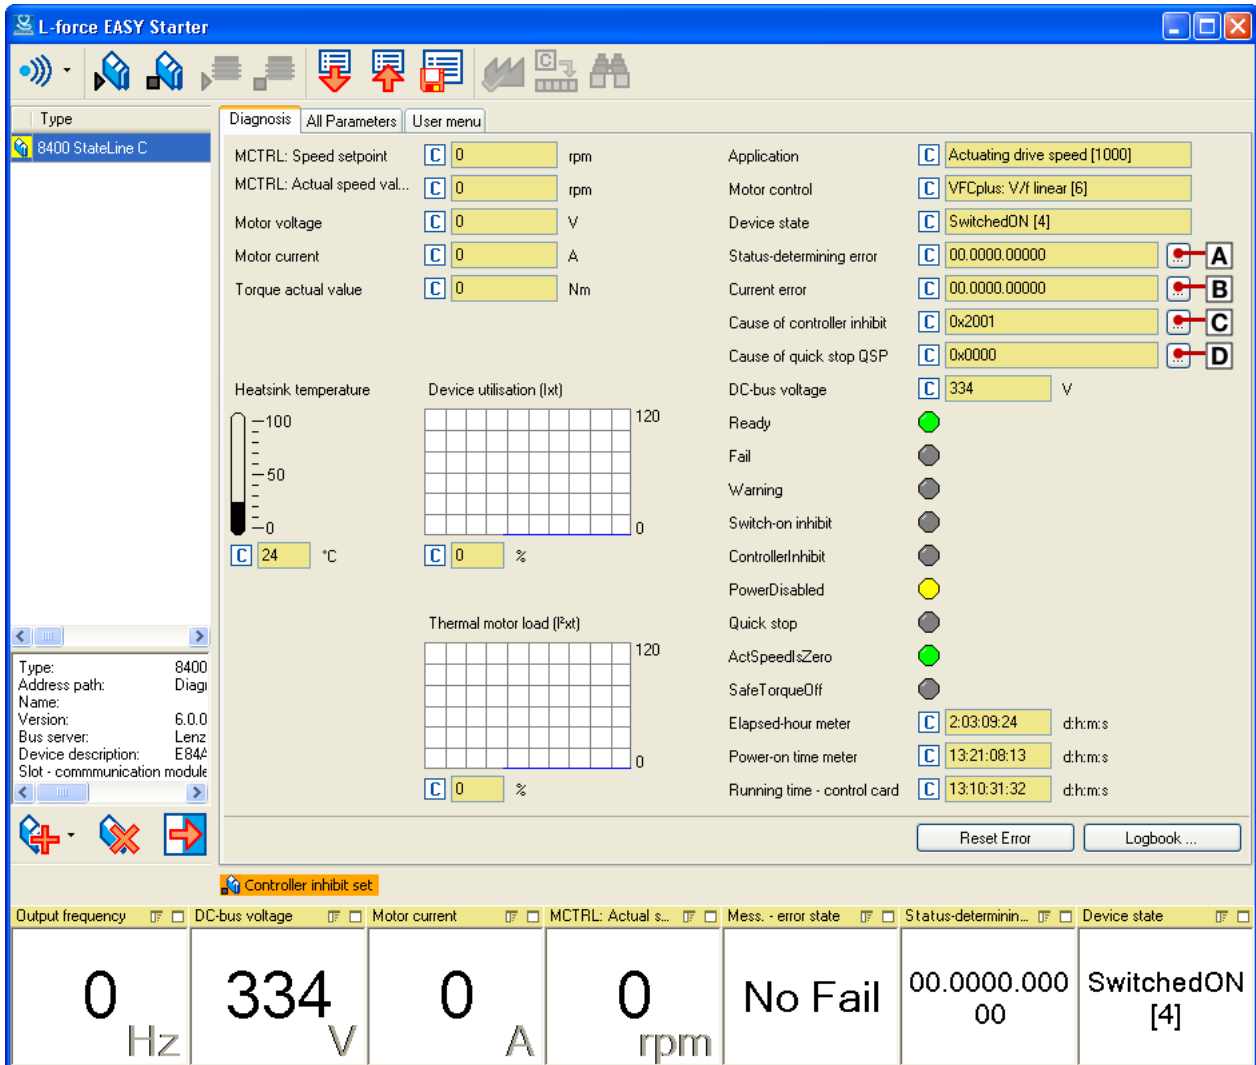 L-force EASY Starter
Type
8400 StateLine C
Diagnosis
All Parameters
User menu
MCTRL: Speed setpoint C 0 rpm
MCTRL: Actual speed val... C 0 rpm
Motor voltage C 0 V
Motor current C 0 A
Torque actual value C 0 Nm
Heatsink temperature
100
50
0
C 24 °C
Device utilisation (Ixt)
120
0
C 0 %
Thermal motor load (I²xt)
120
0
C 0 %
Application C Actuating drive speed [1000]
Motor control C VFCplus: V/f linear [6]
Device state C SwitchedON [4]
Status-determining error C 00.0000.00000 ... A
Current error C 00.0000.00000 ... B
Cause of controller inhibit C 0x2001 ... C
Cause of quick stop QSP C 0x0000 ... D
DC-bus voltage C 334 V
Ready
Fail
Warning
Switch-on inhibit
ControllerInhibit
PowerDisabled
Quick stop
ActSpeedIsZero
SafeTorqueOff
Elapsed-hour meter C 2:03:09:24 d:h:m:s
Power-on time meter C 13:21:08:13 d:h:m:s
Running time - control card C 13:10:31:32 d:h:m:s
Reset Error
Logbook ...
Type: 8400
Address path: Diagn
Name:
Version: 6.0.0
Bus server: Lenz
Device description: E84A
Slot - commmunication module
Controller inhibit set
Output frequency
0
Hz
DC-bus voltage
334
V
Motor current
0
A
MCTRL: Actual s...
0
rpm
Mess. - error state
No Fail
Status-determinin...
00.0000.000
00
Device state
SwitchedON
[4]